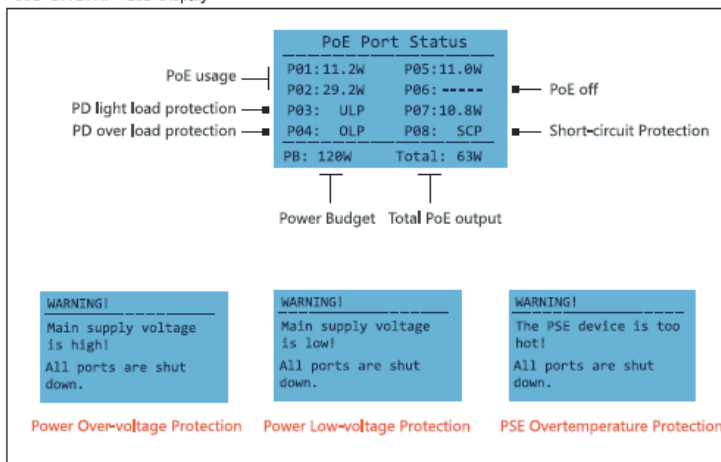 PoE Port Status
P01:11.2W P05:11.0W
PoE usage
P02:29.2W P06:-----
PoE off
PD light load protection
P03: ULP P07:10.8W
PD over load protection
P04: OLP P08: SCP
Short-circuit Protection
PB: 120W Total: 63W
Power Budget Total PoE output
WARNING!
Main supply voltage
is high!
All ports are shut
down.
Power Over-voltage Protection
WARNING!
Main supply voltage
is low!
All ports are shut
down.
Power Low-voltage Protection
WARNING!
The PSE device is too
hot!
All ports are shut
down.
PSE Overtemperature Protection